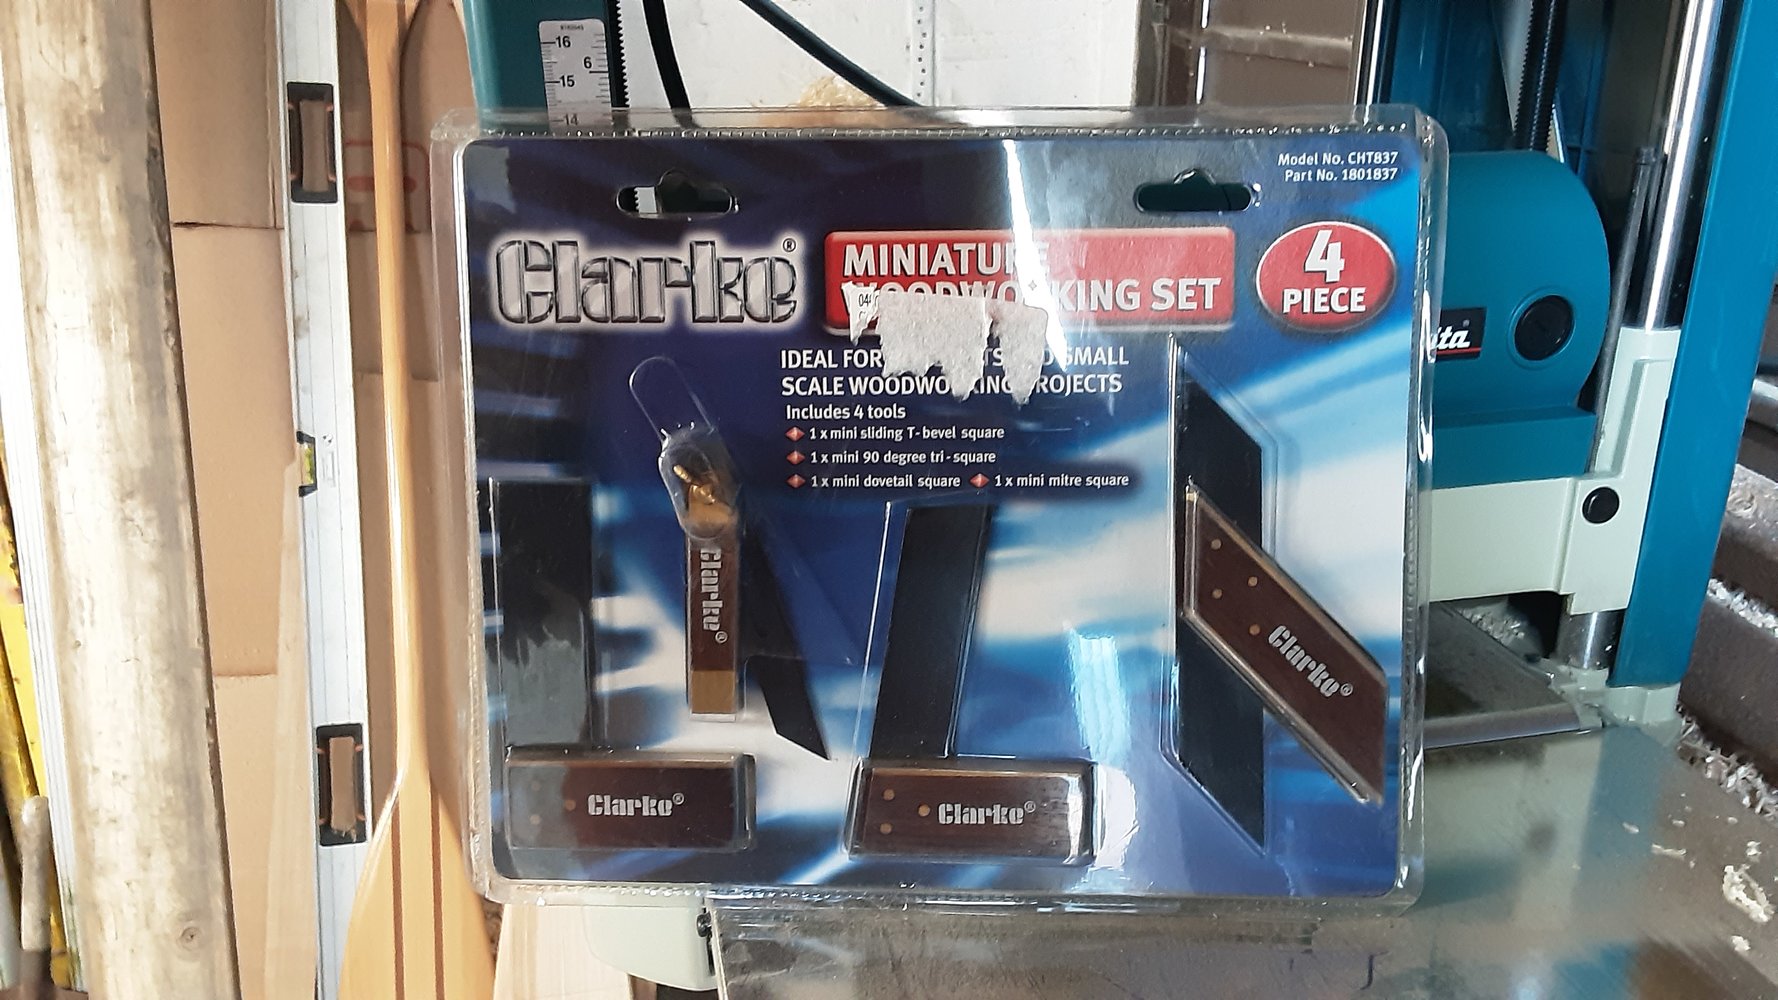 16
6
15
14
Model No. CHT837
Part No. 1801837
Clarke®
MINIATURE
WOODWORKING SET
4
PIECE
IDEAL FOR SMALL
SCALE WOODWORKING PROJECTS
Includes 4 tools
1 x mini sliding T-bevel square
1 x mini 90 degree tri-square
1 x mini dovetail square 1 x mini mitre square
Clarke®
Clarke®
Clarke®
Clarke®